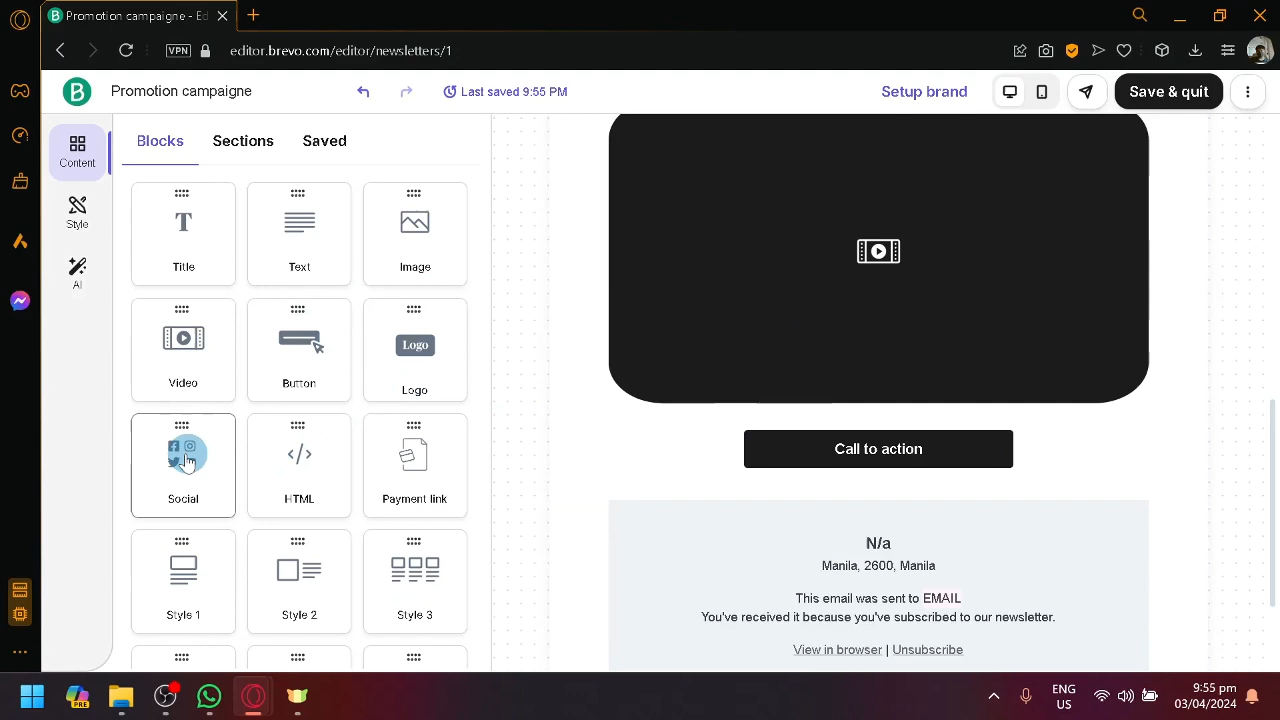 Promotion campaigne - Ed
VPN
editor.brevo.com/editor/newsletters/1
B
Promotion campaigne
Last saved 9:55 PM
Setup brand
Save & quit
Content
Style
AI
Blocks
Sections
Saved
T
Title
Text
Image
Logo
Video
Button
Logo
</>
Social
HTML
Payment link
Style 1
Style 2
Style 3
Call to action
N/a
Manila, 2600, Manila
This email was sent to EMAIL
You've received it because you've subscribed to our newsletter.
View in browser | Unsubscribe
PRE
ENG
US
9:55 pm
03/04/2024